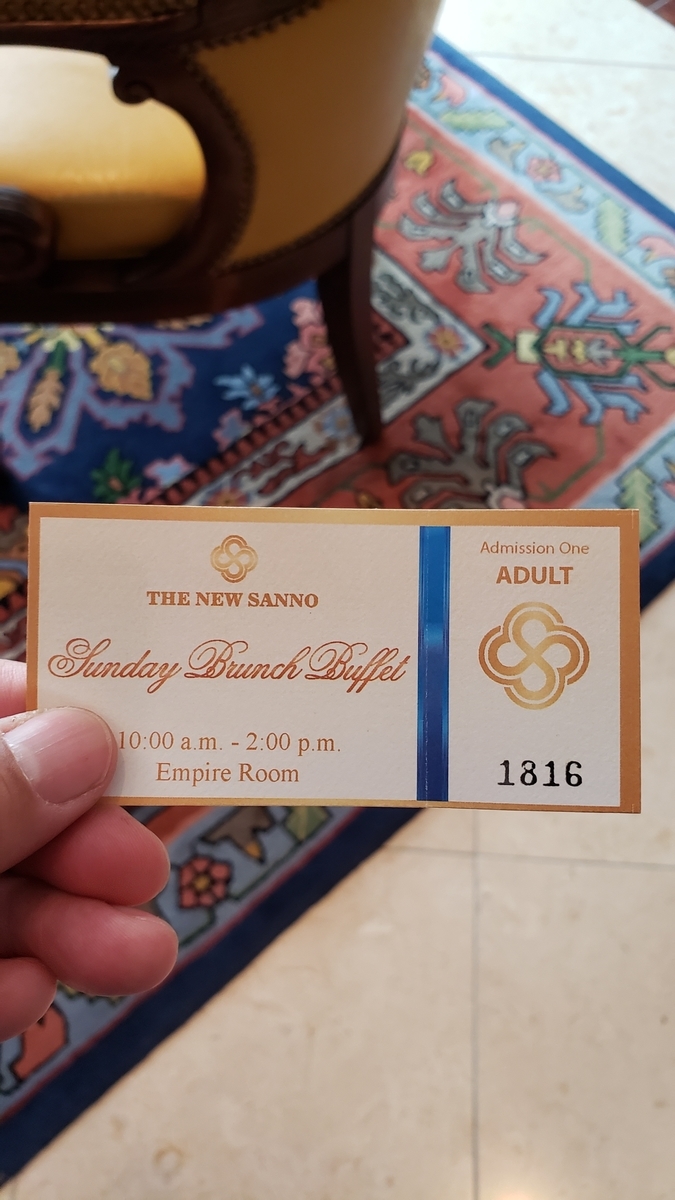 THE NEW SANNO
Sunday Brunch Buffet
10:00 a.m. - 2:00 p.m.
Empire Room
Admission One
ADULT
1816